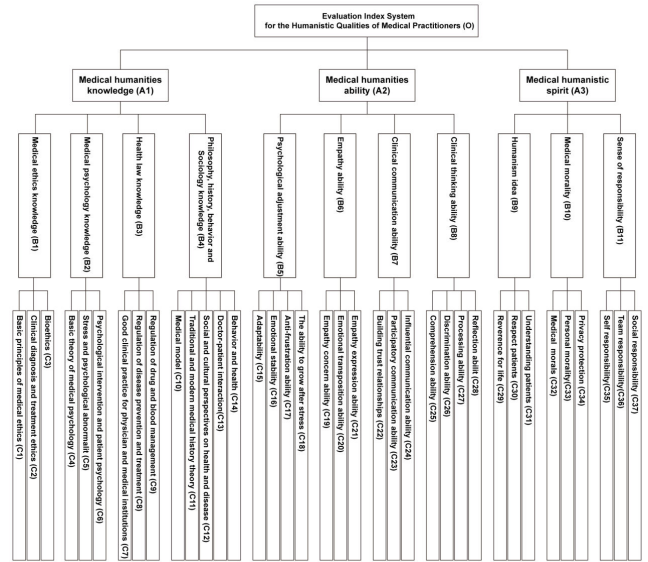 Evaluation Index System
for the Humanistic Qualities of Medical Practitioners (O)
Medical humanities
knowledge (A1)
Medical humanities
ability (A2)
Medical humanistic
spirit (A3)
Medical ethics knowledge (B1)
Medical psychology knowledge (B2)
Health law knowledge (B3)
Philosophy, history, behavior and
Sociology knowledge (B4)
Psychological adjustment ability (B5)
Empathy ability (B6)
Clinical communication ability (B7
Clinical thinking ability (B8)
Humanism idea (B9)
Medical morality (B10)
Sense of responsibility (B11)
Basic principles of medical ethics (C1)
Clinical diagnosis and treatment ethics (C2)
Bioethics (C3)
Basic theory of medical psychology (C4)
Stress and psychological abnormalit (C5)
Psychological intervention and patient psychology (C6)
Good clinical practice for physician and medical institutions (C7)
Regulation of disease prevention and treatment (C8)
Regulation of drug and blood management (C9)
Medical model (C10)
Traditional and modern medical history theory (C11)
Social and cultural perspectives on health and disease (C12)
Doctor-patient interaction(C13)
Behavior and health (C14)
Adaptability (C15)
Emotional stability (C16)
Anti-frustration ability (C17)
The ability to grow after stress (C18)
Empathy concern ability (C19)
Emotional transposition ability (C20)
Empathy expression ability (C21)
Building trust relationships (C22)
Participatory communication ability (C23)
Influential communication ability (C24)
Comprehension ability (C25)
Discrimination ability (C26)
Processing ability (C27)
Reflection abilit (C28)
Reverence for life (C29)
Respect patients (C30)
Understanding patients (C31)
Medical morals (C32)
Personal morality(C33)
Privacy protection (C34)
Self responsibility(C35)
Team responsibility(C36)
Social responsibility (C37)